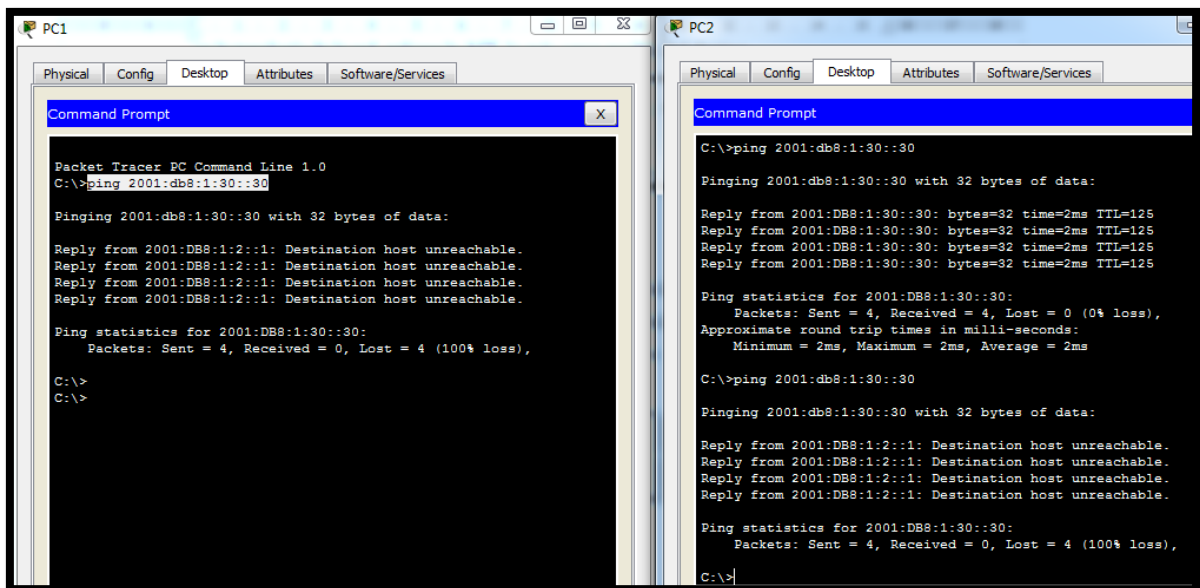 PC1
Physical Config Desktop Attributes Software/Services
Command Prompt
X
Packet Tracer PC Command Line 1.0
C:\>ping 2001:db8:1:30::30
Pinging 2001:db8:1:30::30 with 32 bytes of data:
Reply from 2001:DB8:1:2::1: Destination host unreachable.
Reply from 2001:DB8:1:2::1: Destination host unreachable.
Reply from 2001:DB8:1:2::1: Destination host unreachable.
Reply from 2001:DB8:1:2::1: Destination host unreachable.
Ping statistics for 2001:DB8:1:30::30:
Packets: Sent = 4, Received = 0, Lost = 4 (100% loss),
C:\>
C:\>
PC2
Physical Config Desktop Attributes Software/Services
Command Prompt
C:\>ping 2001:db8:1:30::30
Pinging 2001:db8:1:30::30 with 32 bytes of data:
Reply from 2001:DB8:1:30::30: bytes=32 time=2ms TTL=125
Reply from 2001:DB8:1:30::30: bytes=32 time=2ms TTL=125
Reply from 2001:DB8:1:30::30: bytes=32 time=2ms TTL=125
Reply from 2001:DB8:1:30::30: bytes=32 time=2ms TTL=125
Ping statistics for 2001:DB8:1:30::30:
Packets: Sent = 4, Received = 4, Lost = 0 (0% loss),
Approximate round trip times in milli-seconds:
Minimum = 2ms, Maximum = 2ms, Average = 2ms
C:\>ping 2001:db8:1:30::30
Pinging 2001:db8:1:30::30 with 32 bytes of data:
Reply from 2001:DB8:1:2::1: Destination host unreachable.
Reply from 2001:DB8:1:2::1: Destination host unreachable.
Reply from 2001:DB8:1:2::1: Destination host unreachable.
Reply from 2001:DB8:1:2::1: Destination host unreachable.
Ping statistics for 2001:DB8:1:30::30:
Packets: Sent = 4, Received = 0, Lost = 4 (100% loss),
C:\>